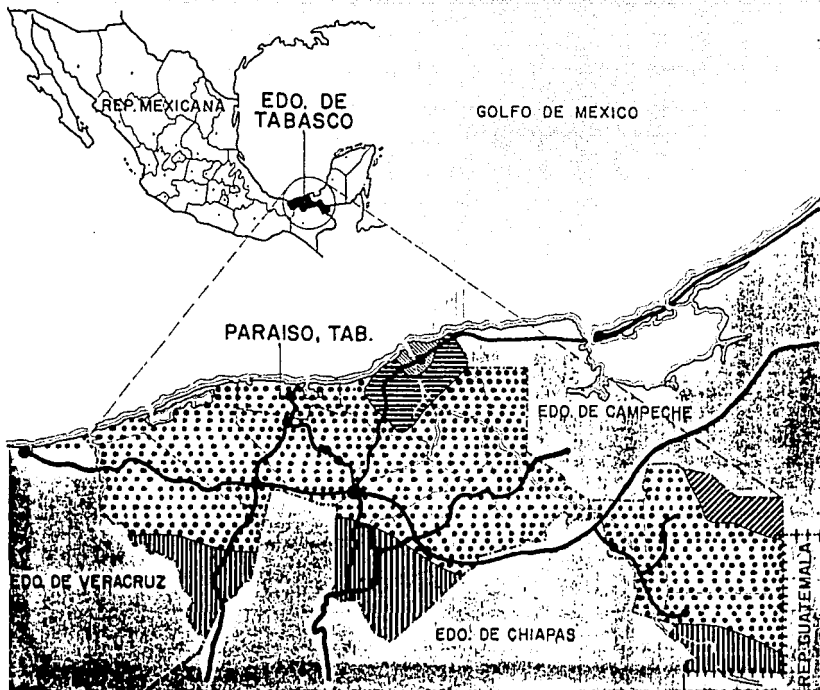 REP. MEXICANA
EDO. DE
TABASCO
GOLFO DE MEXICO
PARAISO, TAB.
EDO. DE CAMPECHE
EDO. DE VERACRUZ
EDO. DE CHIAPAS
REP. GUATEMALA